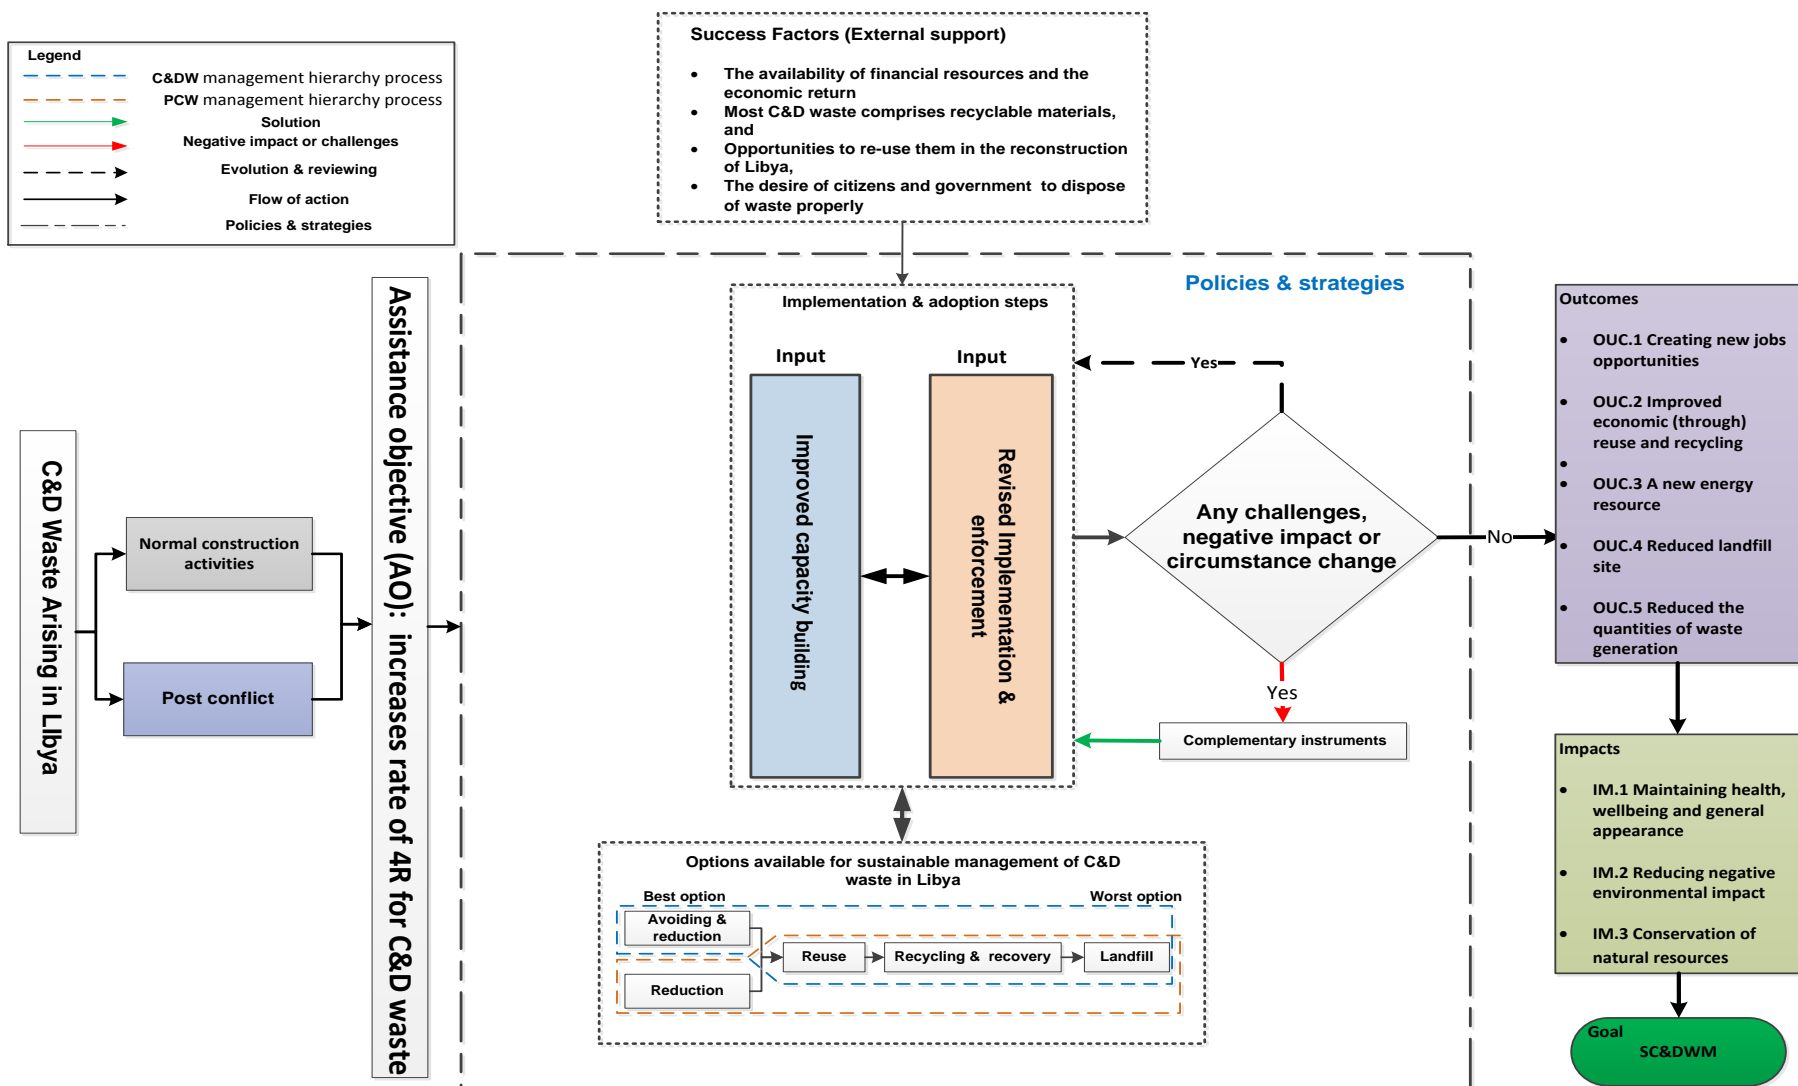 Legend
C&DW management hierarchy process
PCW management hierarchy process
Solution
Negative impact or challenges
Evolution & reviewing
Flow of action
Policies & strategies
Success Factors (External support)
• The availability of financial resources and the
economic return
• Most C&D waste comprises recyclable materials,
and
• Opportunities to re-use them in the reconstruction
of Libya,
• The desire of citizens and government to dispose
of waste properly
C&D Waste Arising in LIbya
Normal construction
activities
Post conflict
Assistance objective (AO): increases rate of 4R for C&D waste
Policies & strategies
Implementation & adoption steps
Input
Input
Improved capacity building
Revised Implementation &
enforcement
Yes
Any challenges,
negative impact or
circumstance change
No
Yes
Complementary instruments
Options available for sustainable management of C&D
waste in Libya
Best option
Worst option
Avoiding &
reduction
Reuse
Recycling & recovery
Landfill
Reduction
Outcomes
• OUC.1 Creating new jobs
opportunities
• OUC.2 Improved
economic (through)
reuse and recycling
•
• OUC.3 A new energy
resource
• OUC.4 Reduced landfill
site
• OUC.5 Reduced the
quantities of waste
generation
Impacts
• IM.1 Maintaining health,
wellbeing and general
appearance
• IM.2 Reducing negative
environmental impact
• IM.3 Conservation of
natural resources
Goal
SC&DWM